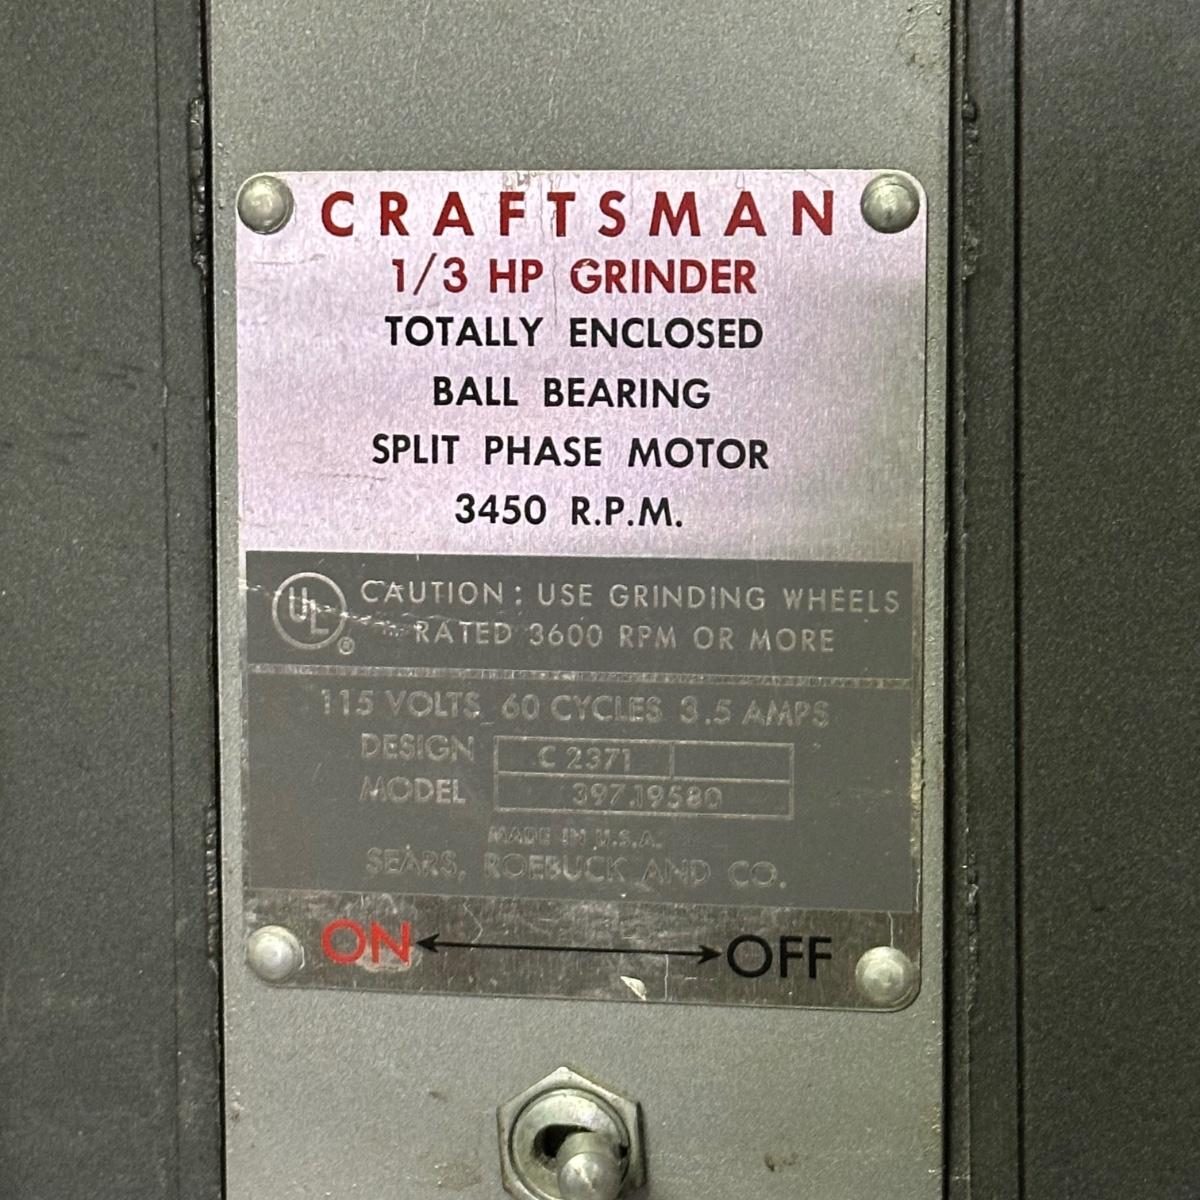 CRAFTSMAN
1/3 HP GRINDER
TOTALLY ENCLOSED
BALL BEARING
SPLIT PHASE MOTOR
3450 R.P.M.
UL®
CAUTION: USE GRINDING WHEELS
RATED 3600 RPM OR MORE
115 VOLTS 60 CYCLES 3.5 AMPS
DESIGN C 2371
MODEL 397.19580
MADE IN U.S.A.
SEARS, ROEBUCK AND CO.
ON OFF